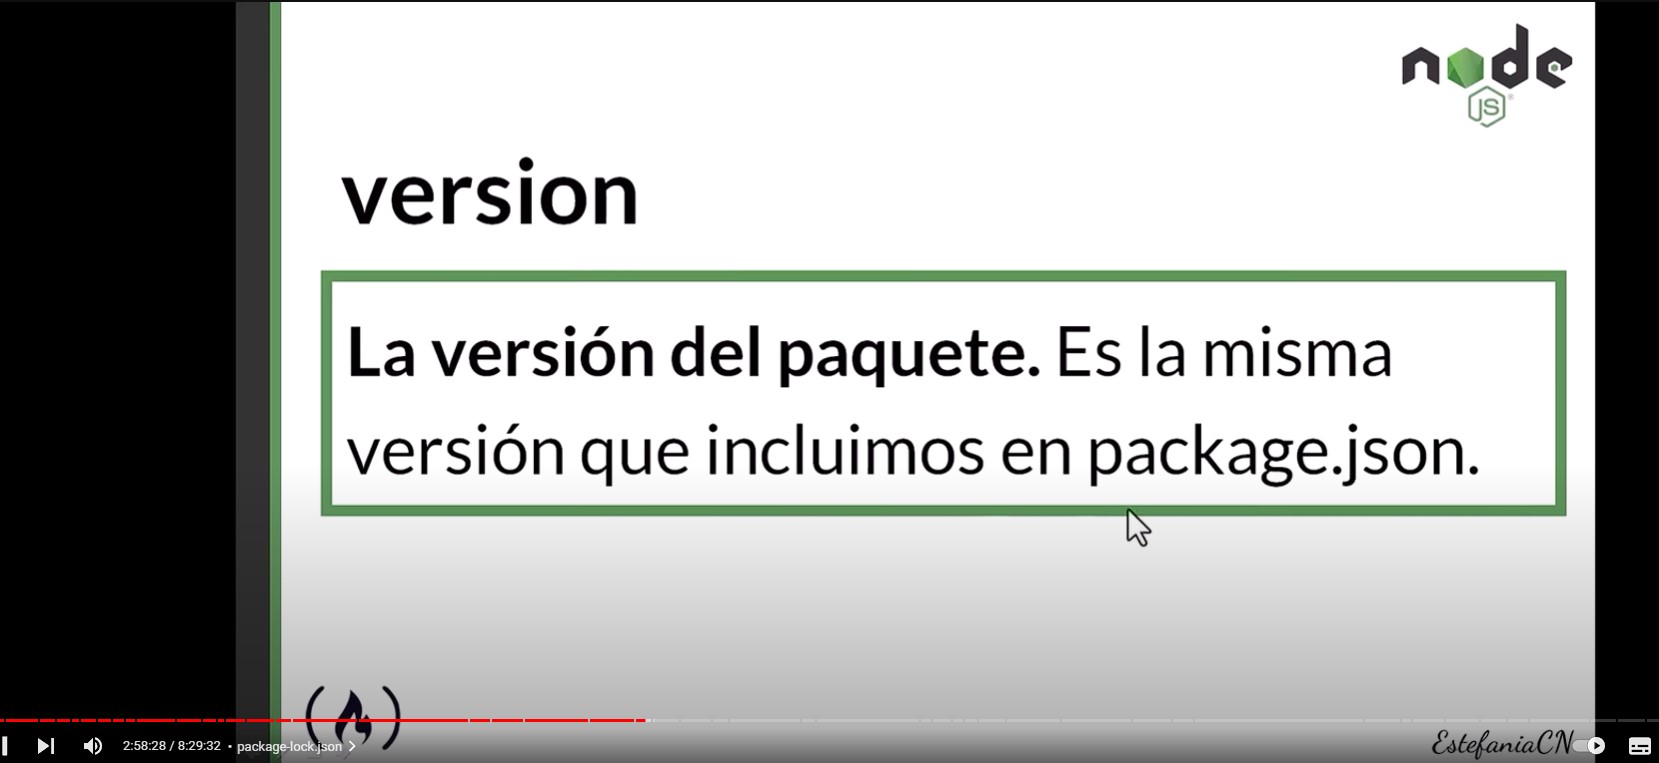 node
JS
version
La versión del paquete. Es la misma
versión que incluimos en package.json.
EstefaniaCN
2:58:28 / 8:29:32 • package-lock.json